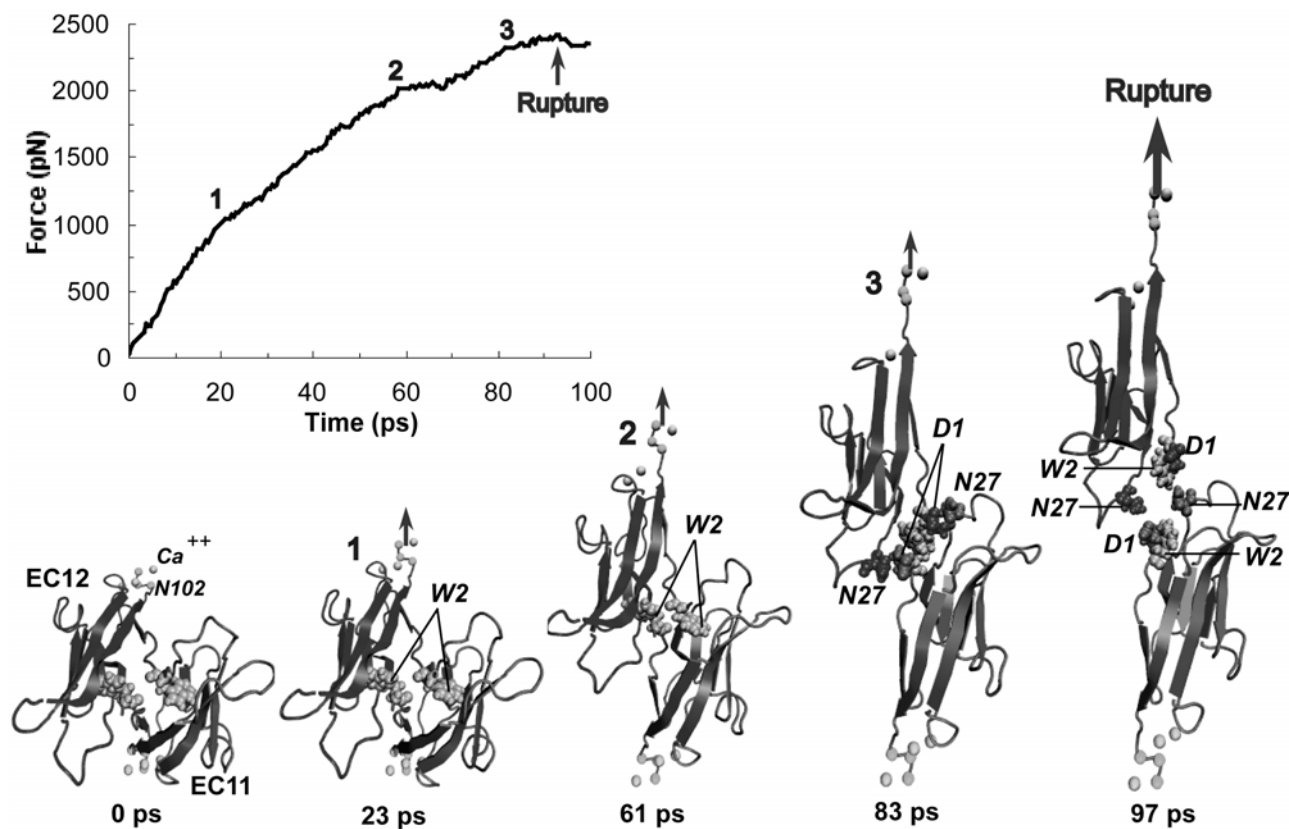 2500
2000
1500
1000
500
0
Force (pN)
0 20 40 60 80 100
Time (ps)
1
2
3
Rupture
EC12
Ca ++
N102
EC11
0 ps
1
W2
23 ps
2
W2
61 ps
3
D1
N27
N27
83 ps
Rupture
D1
W2
N27
N27
D1
W2
97 ps